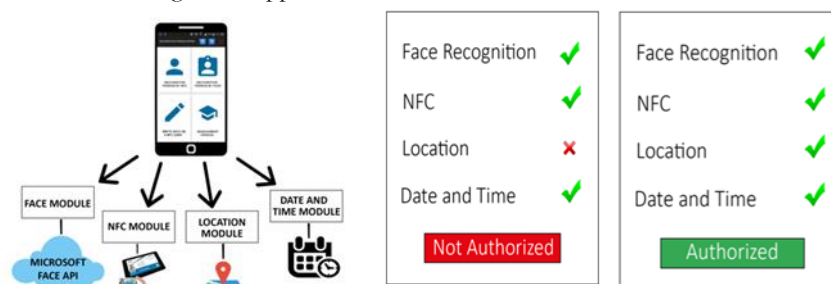 FACE MODULE
NFC MODULE
LOCATION
MODULE
DATE AND
TIME MODULE
MICROSOFT
FACE API
Face Recognition
NFC
Location
Date and Time
Not Authorized
Face Recognition
NFC
Location
Date and Time
Authorized